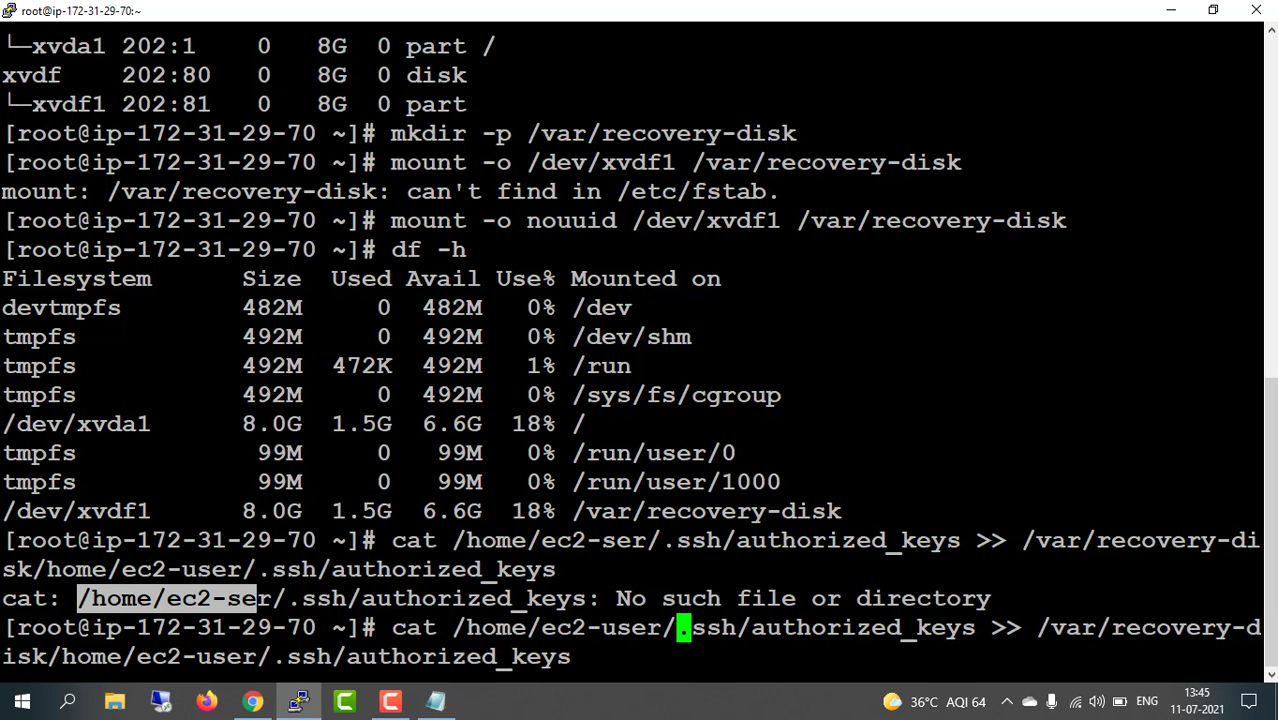 root@ip-172-31-29-70:~
└─xvda1 202:1 0 8G 0 part /
xvdf 202:80 0 8G 0 disk
└─xvdf1 202:81 0 8G 0 part
[root@ip-172-31-29-70 ~]# mkdir -p /var/recovery-disk
[root@ip-172-31-29-70 ~]# mount -o /dev/xvdf1 /var/recovery-disk
mount: /var/recovery-disk: can't find in /etc/fstab.
[root@ip-172-31-29-70 ~]# mount -o nouuid /dev/xvdf1 /var/recovery-disk
[root@ip-172-31-29-70 ~]# df -h
Filesystem Size Used Avail Use% Mounted on
devtmpfs 482M 0 482M 0% /dev
tmpfs 492M 0 492M 0% /dev/shm
tmpfs 492M 472K 492M 1% /run
tmpfs 492M 0 492M 0% /sys/fs/cgroup
/dev/xvda1 8.0G 1.5G 6.6G 18% /
tmpfs 99M 0 99M 0% /run/user/0
tmpfs 99M 0 99M 0% /run/user/1000
/dev/xvdf1 8.0G 1.5G 6.6G 18% /var/recovery-disk
[root@ip-172-31-29-70 ~]# cat /home/ec2-ser/.ssh/authorized_keys >> /var/recovery-di
sk/home/ec2-user/.ssh/authorized_keys
cat: /home/ec2-ser/.ssh/authorized_keys: No such file or directory
[root@ip-172-31-29-70 ~]# cat /home/ec2-user/.ssh/authorized_keys >> /var/recovery-d
isk/home/ec2-user/.ssh/authorized_keys
36°C AQI 64 ENG 13:45
11-07-2021